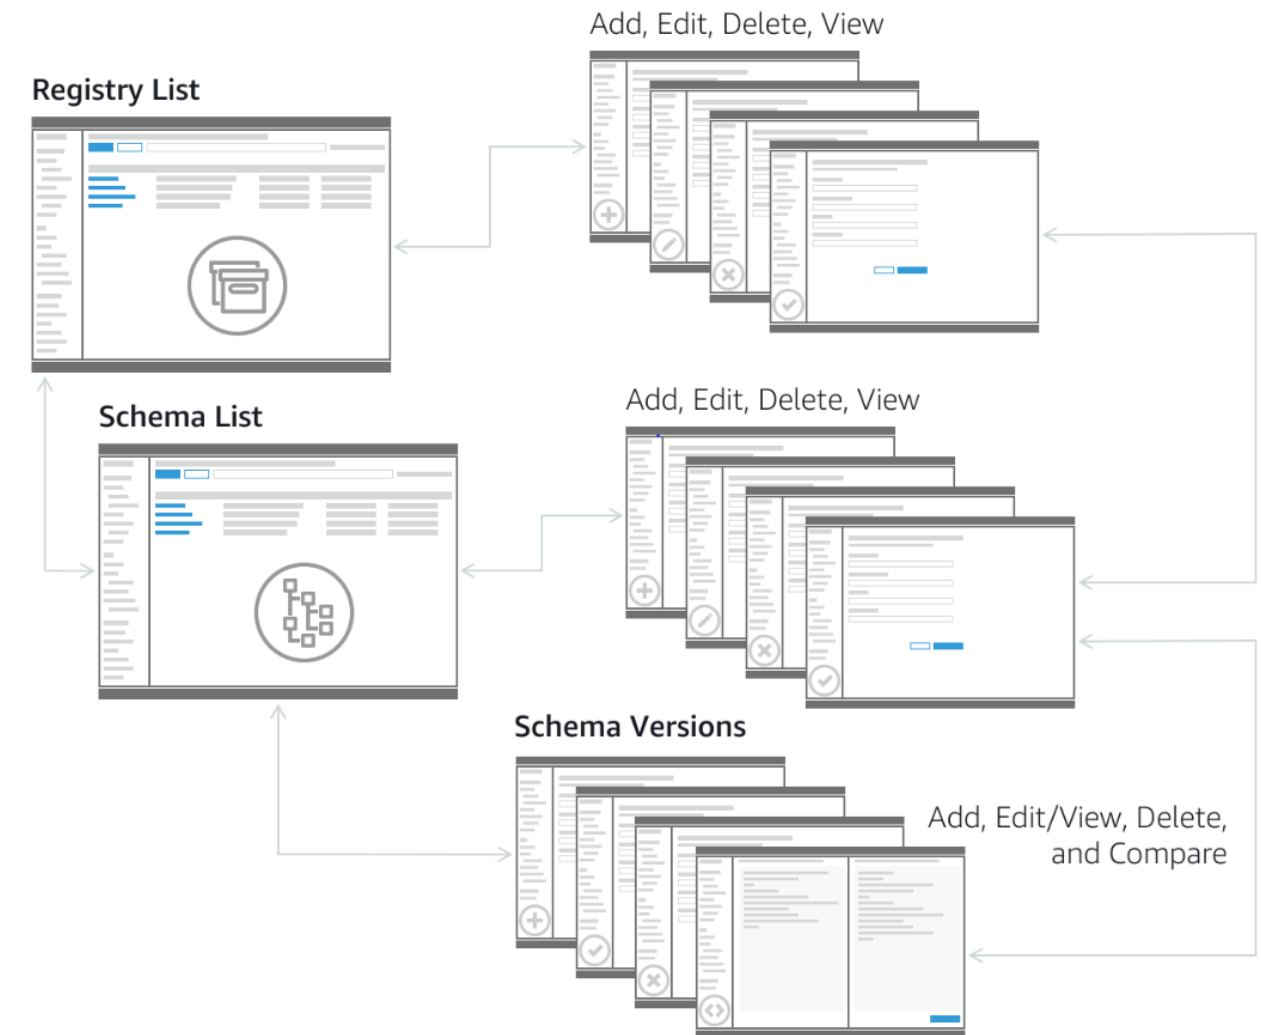 Add, Edit, Delete, View
Registry List
Add, Edit, Delete, View
Schema List
Schema Versions
Add, Edit/View, Delete,
and Compare